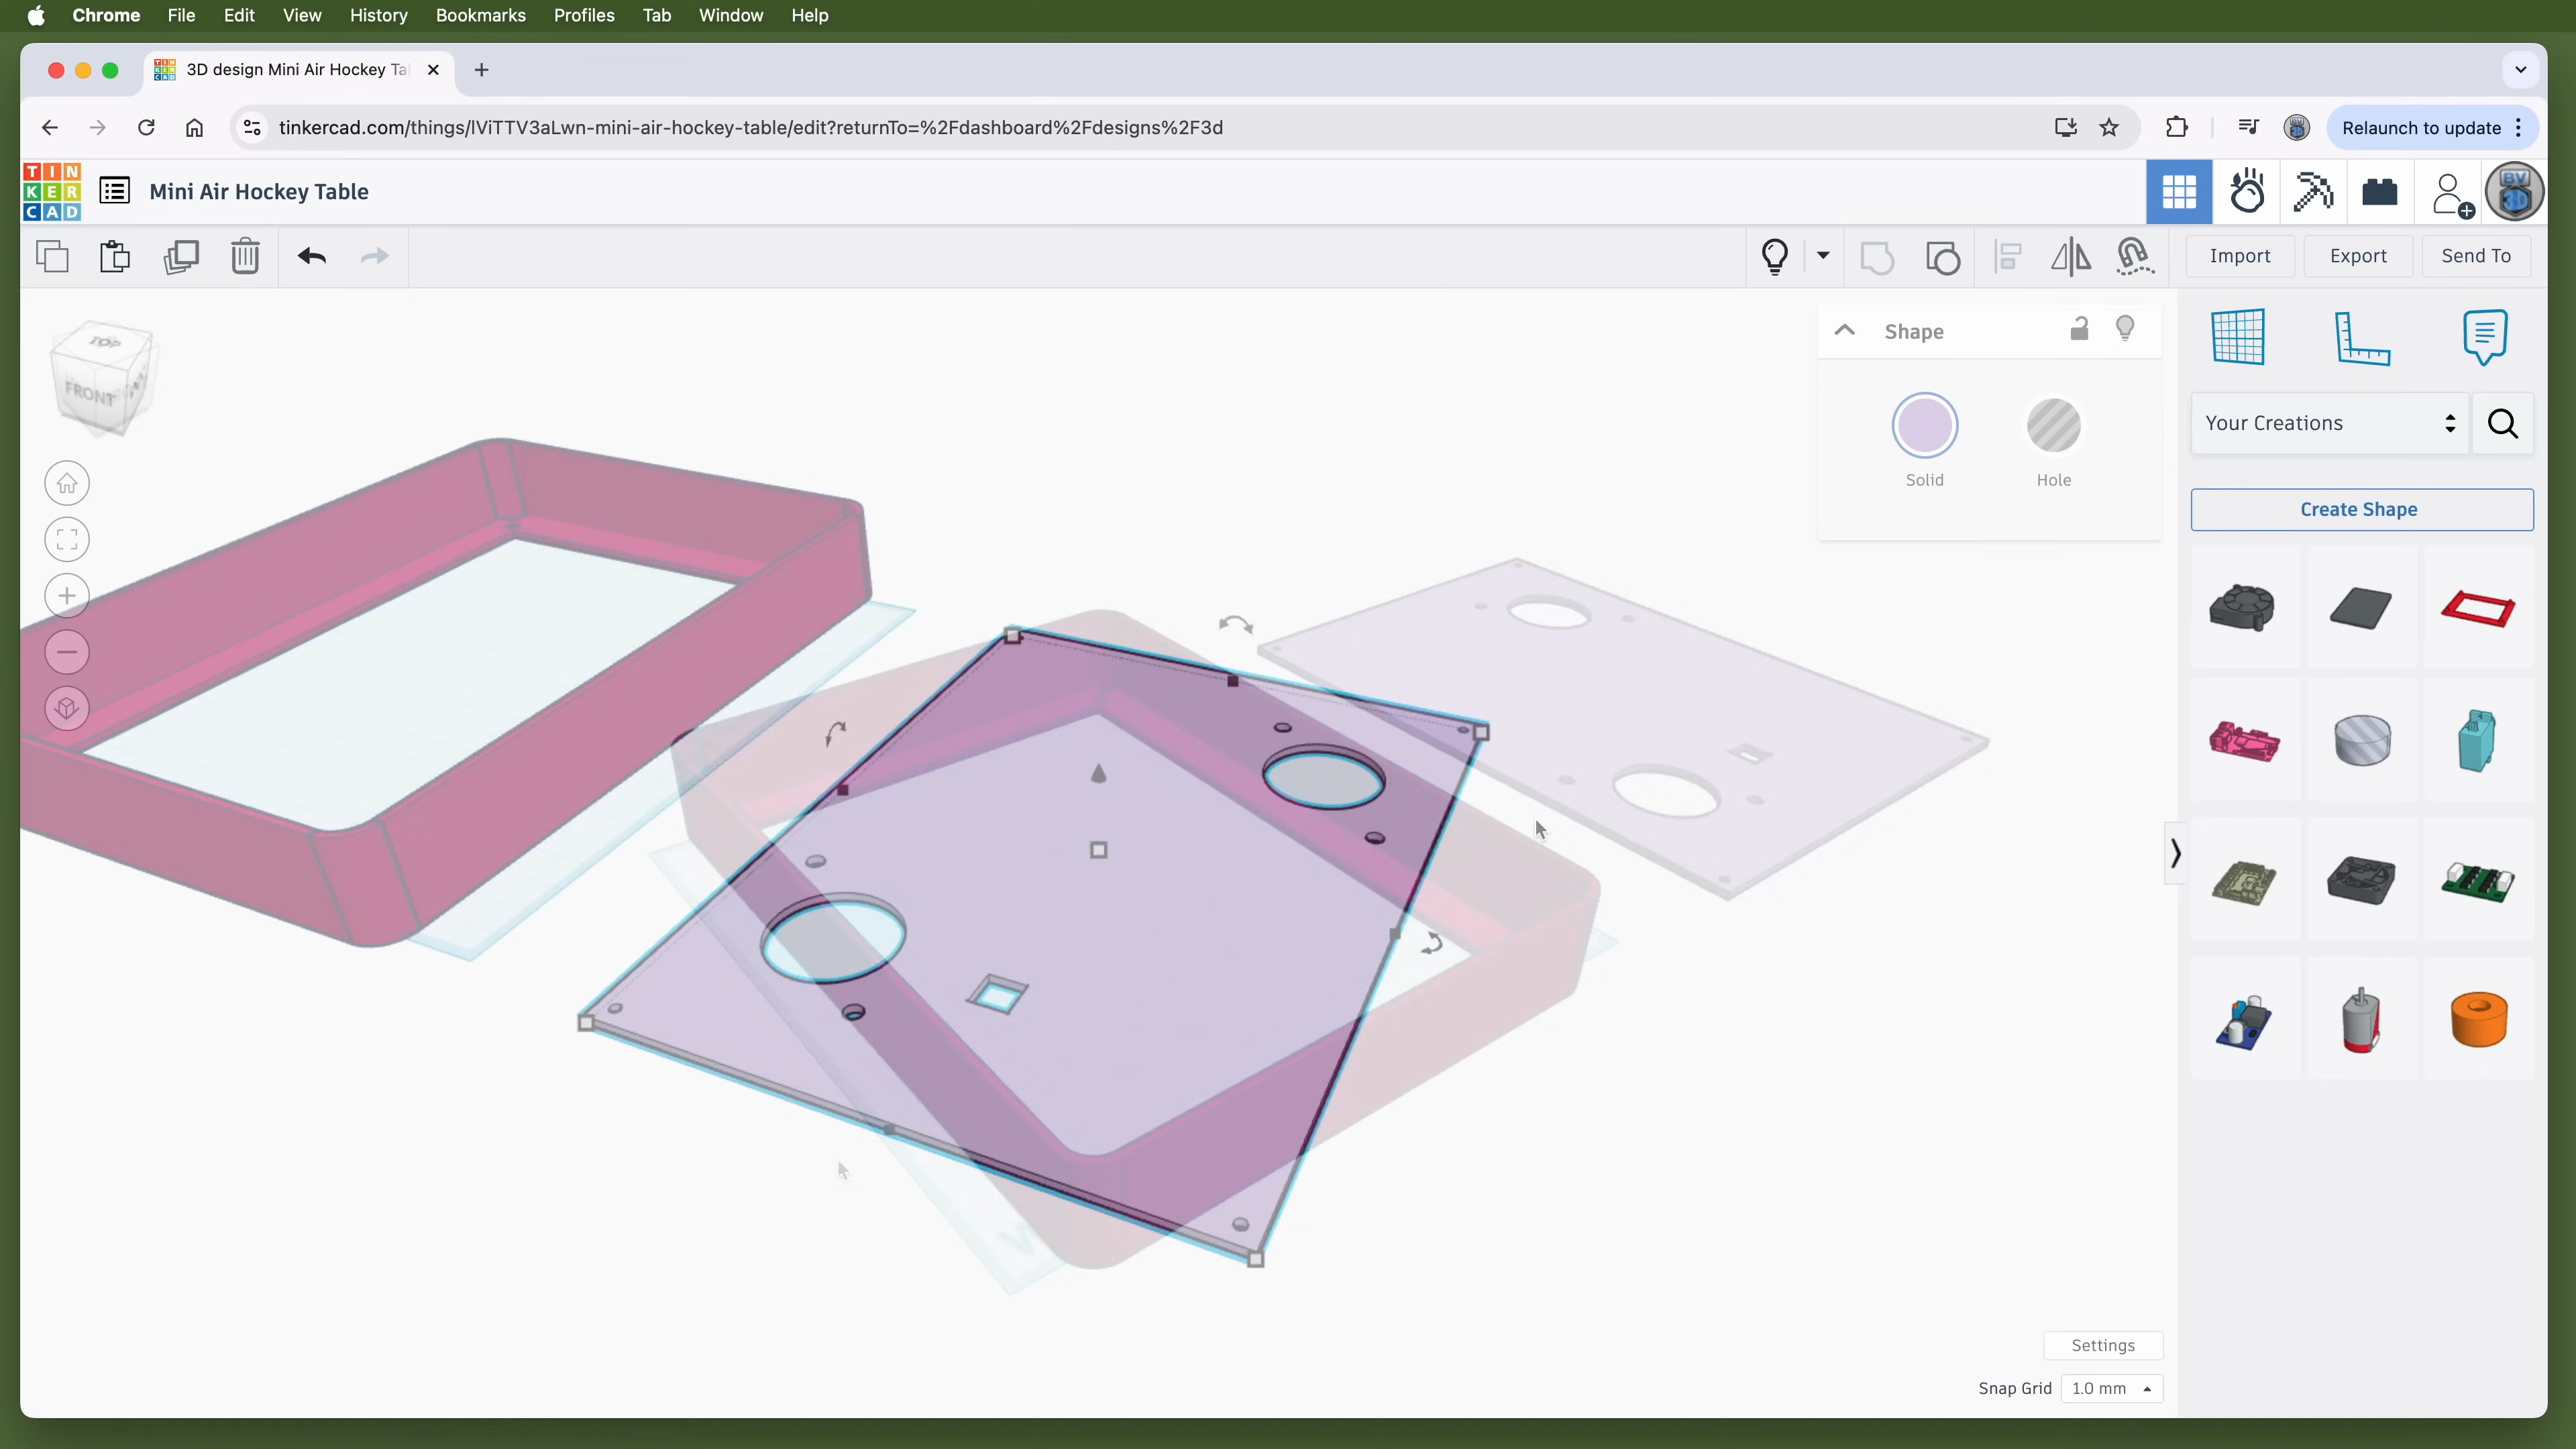 Chrome File Edit View History Bookmarks Profiles Tab Window Help
3D design Mini Air Hockey Ta
tinkercad.com/things/lViTTV3aLwn-mini-air-hockey-table/edit?returnTo=%2Fdashboard%2Fdesigns%2F3d
Relaunch to update
TIN
KER
CAD
Mini Air Hockey Table
BV
3D
Import Export Send To
TOP
FRONT
Shape
Solid Hole
Your Creations
Create Shape
Settings
Snap Grid 1.0 mm